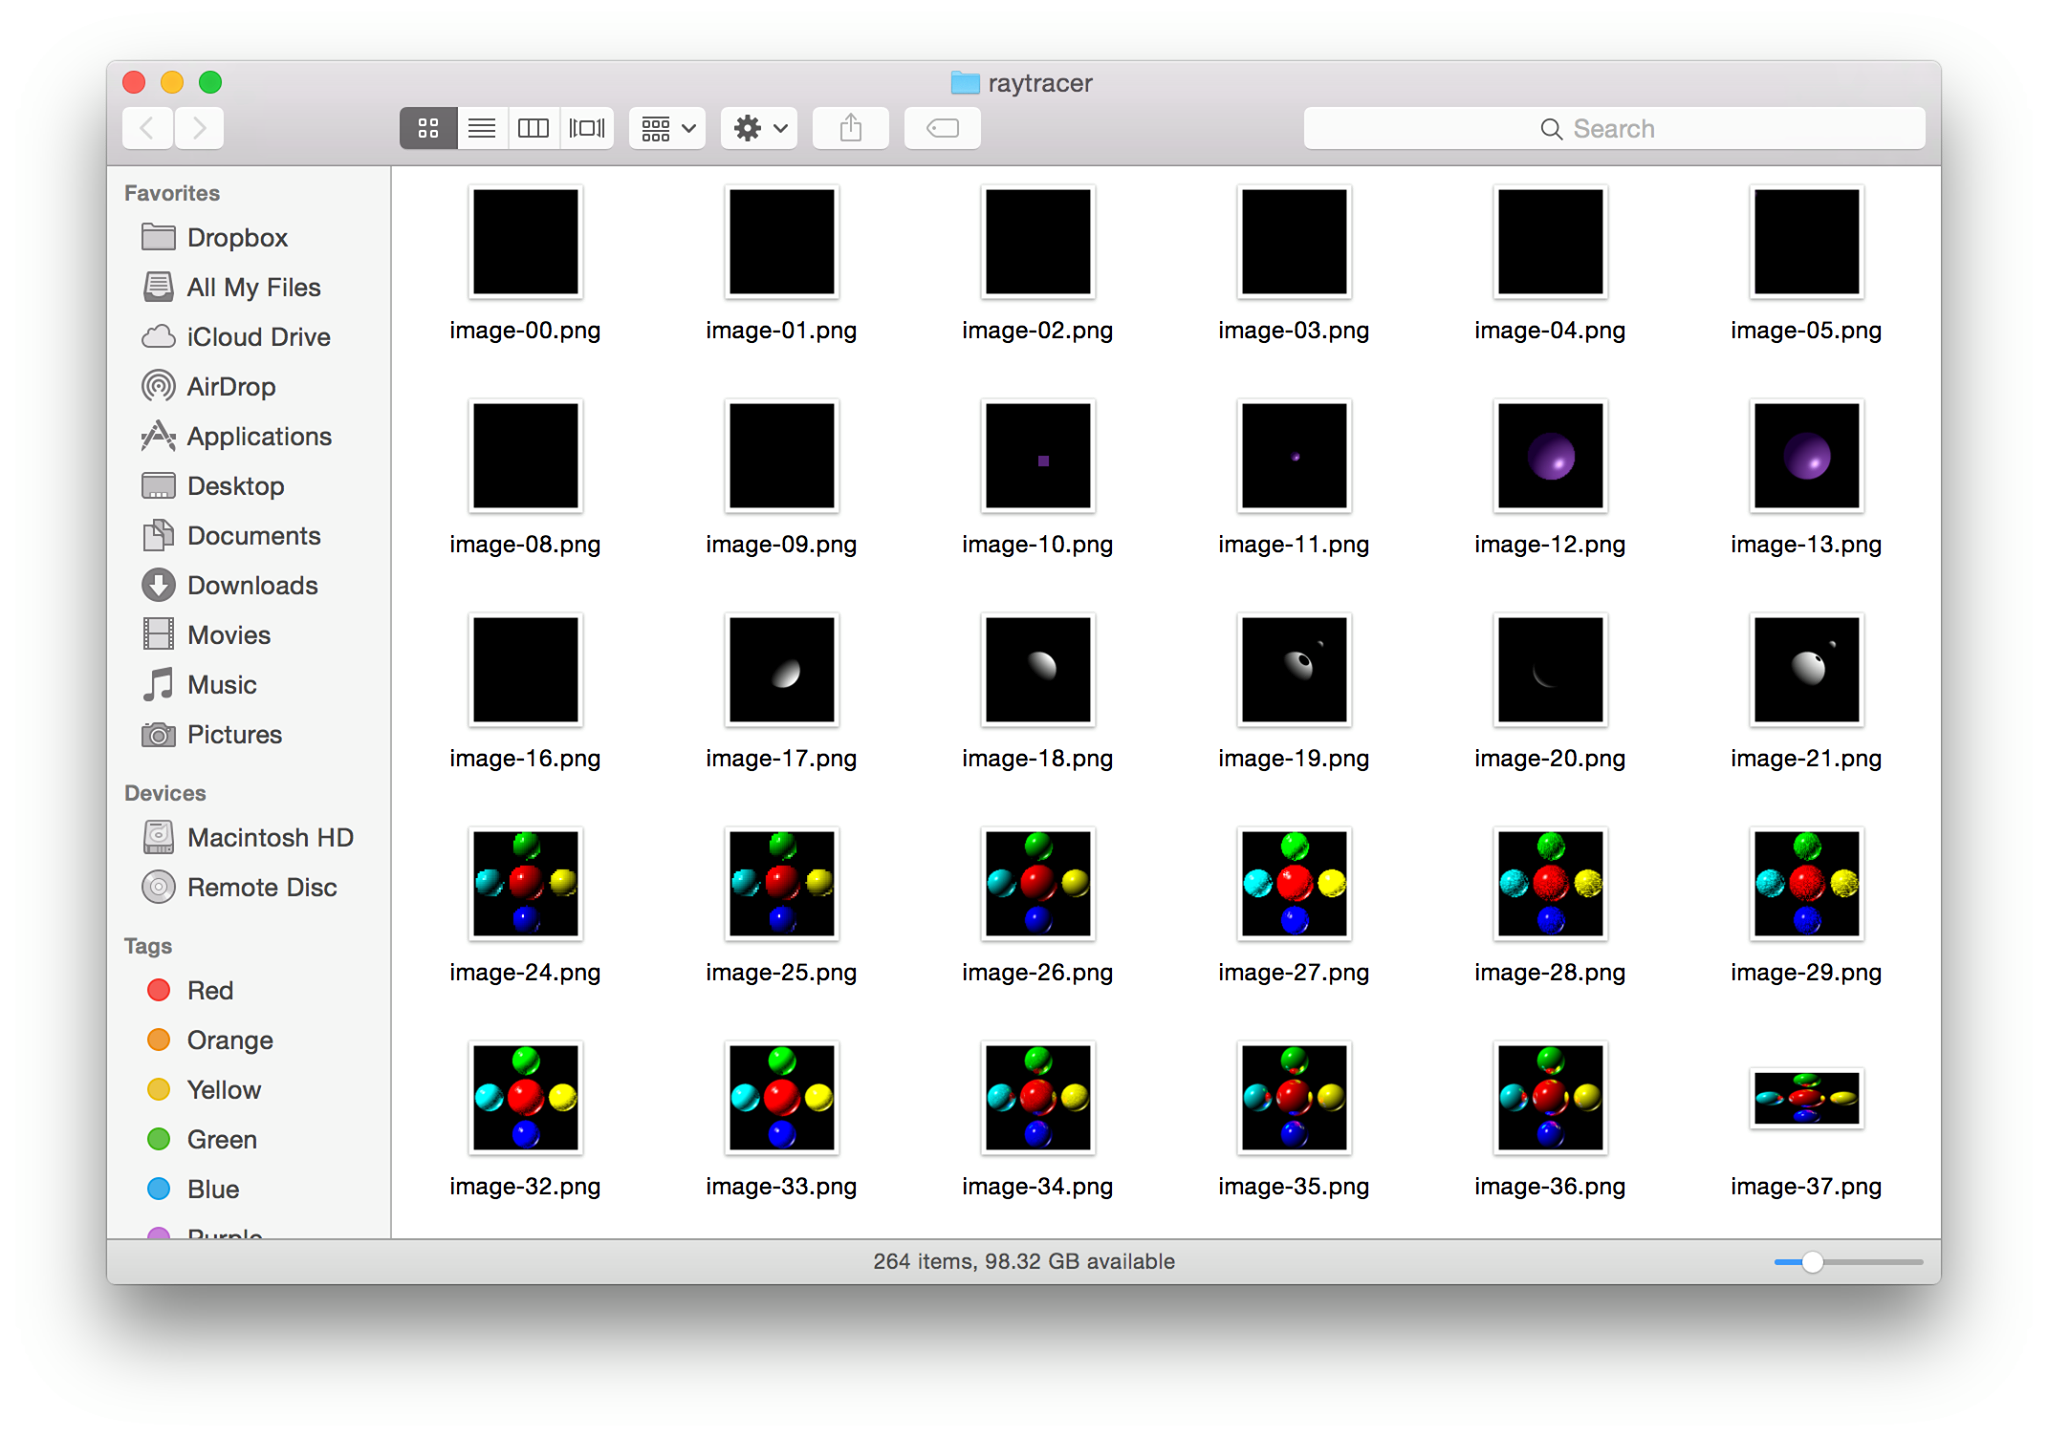 raytracer
Search
Favorites
Dropbox
All My Files
iCloud Drive
AirDrop
Applications
Desktop
Documents
Downloads
Movies
Music
Pictures
Devices
Macintosh HD
Remote Disc
Tags
Red
Orange
Yellow
Green
Blue
Purple
image-00.png image-01.png image-02.png image-03.png image-04.png image-05.png
image-08.png image-09.png image-10.png image-11.png image-12.png image-13.png
image-16.png image-17.png image-18.png image-19.png image-20.png image-21.png
image-24.png image-25.png image-26.png image-27.png image-28.png image-29.png
image-32.png image-33.png image-34.png image-35.png image-36.png image-37.png
264 items, 98.32 GB available